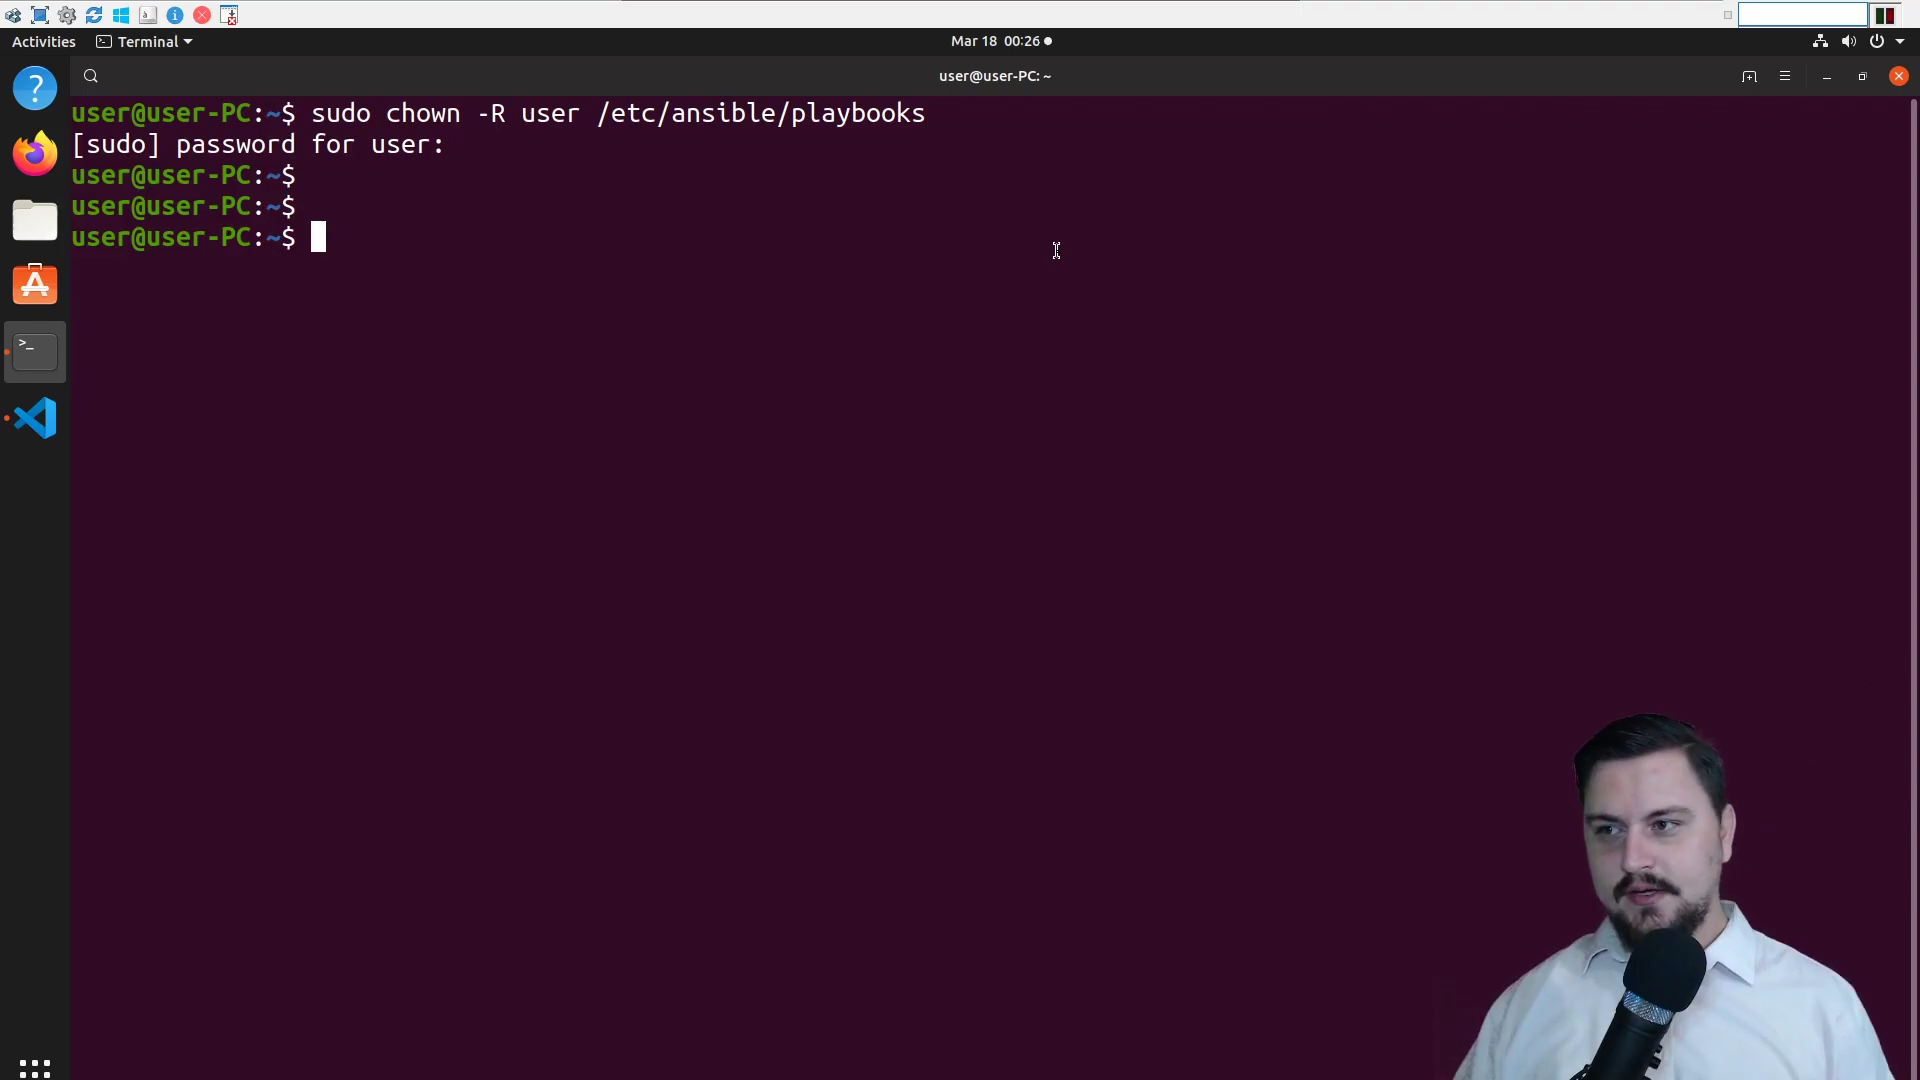 Activities Terminal Mar 18 00:26
user@user-PC: ~
user@user-PC:~$ sudo chown -R user /etc/ansible/playbooks
[sudo] password for user:
user@user-PC:~$
user@user-PC:~$
user@user-PC:~$